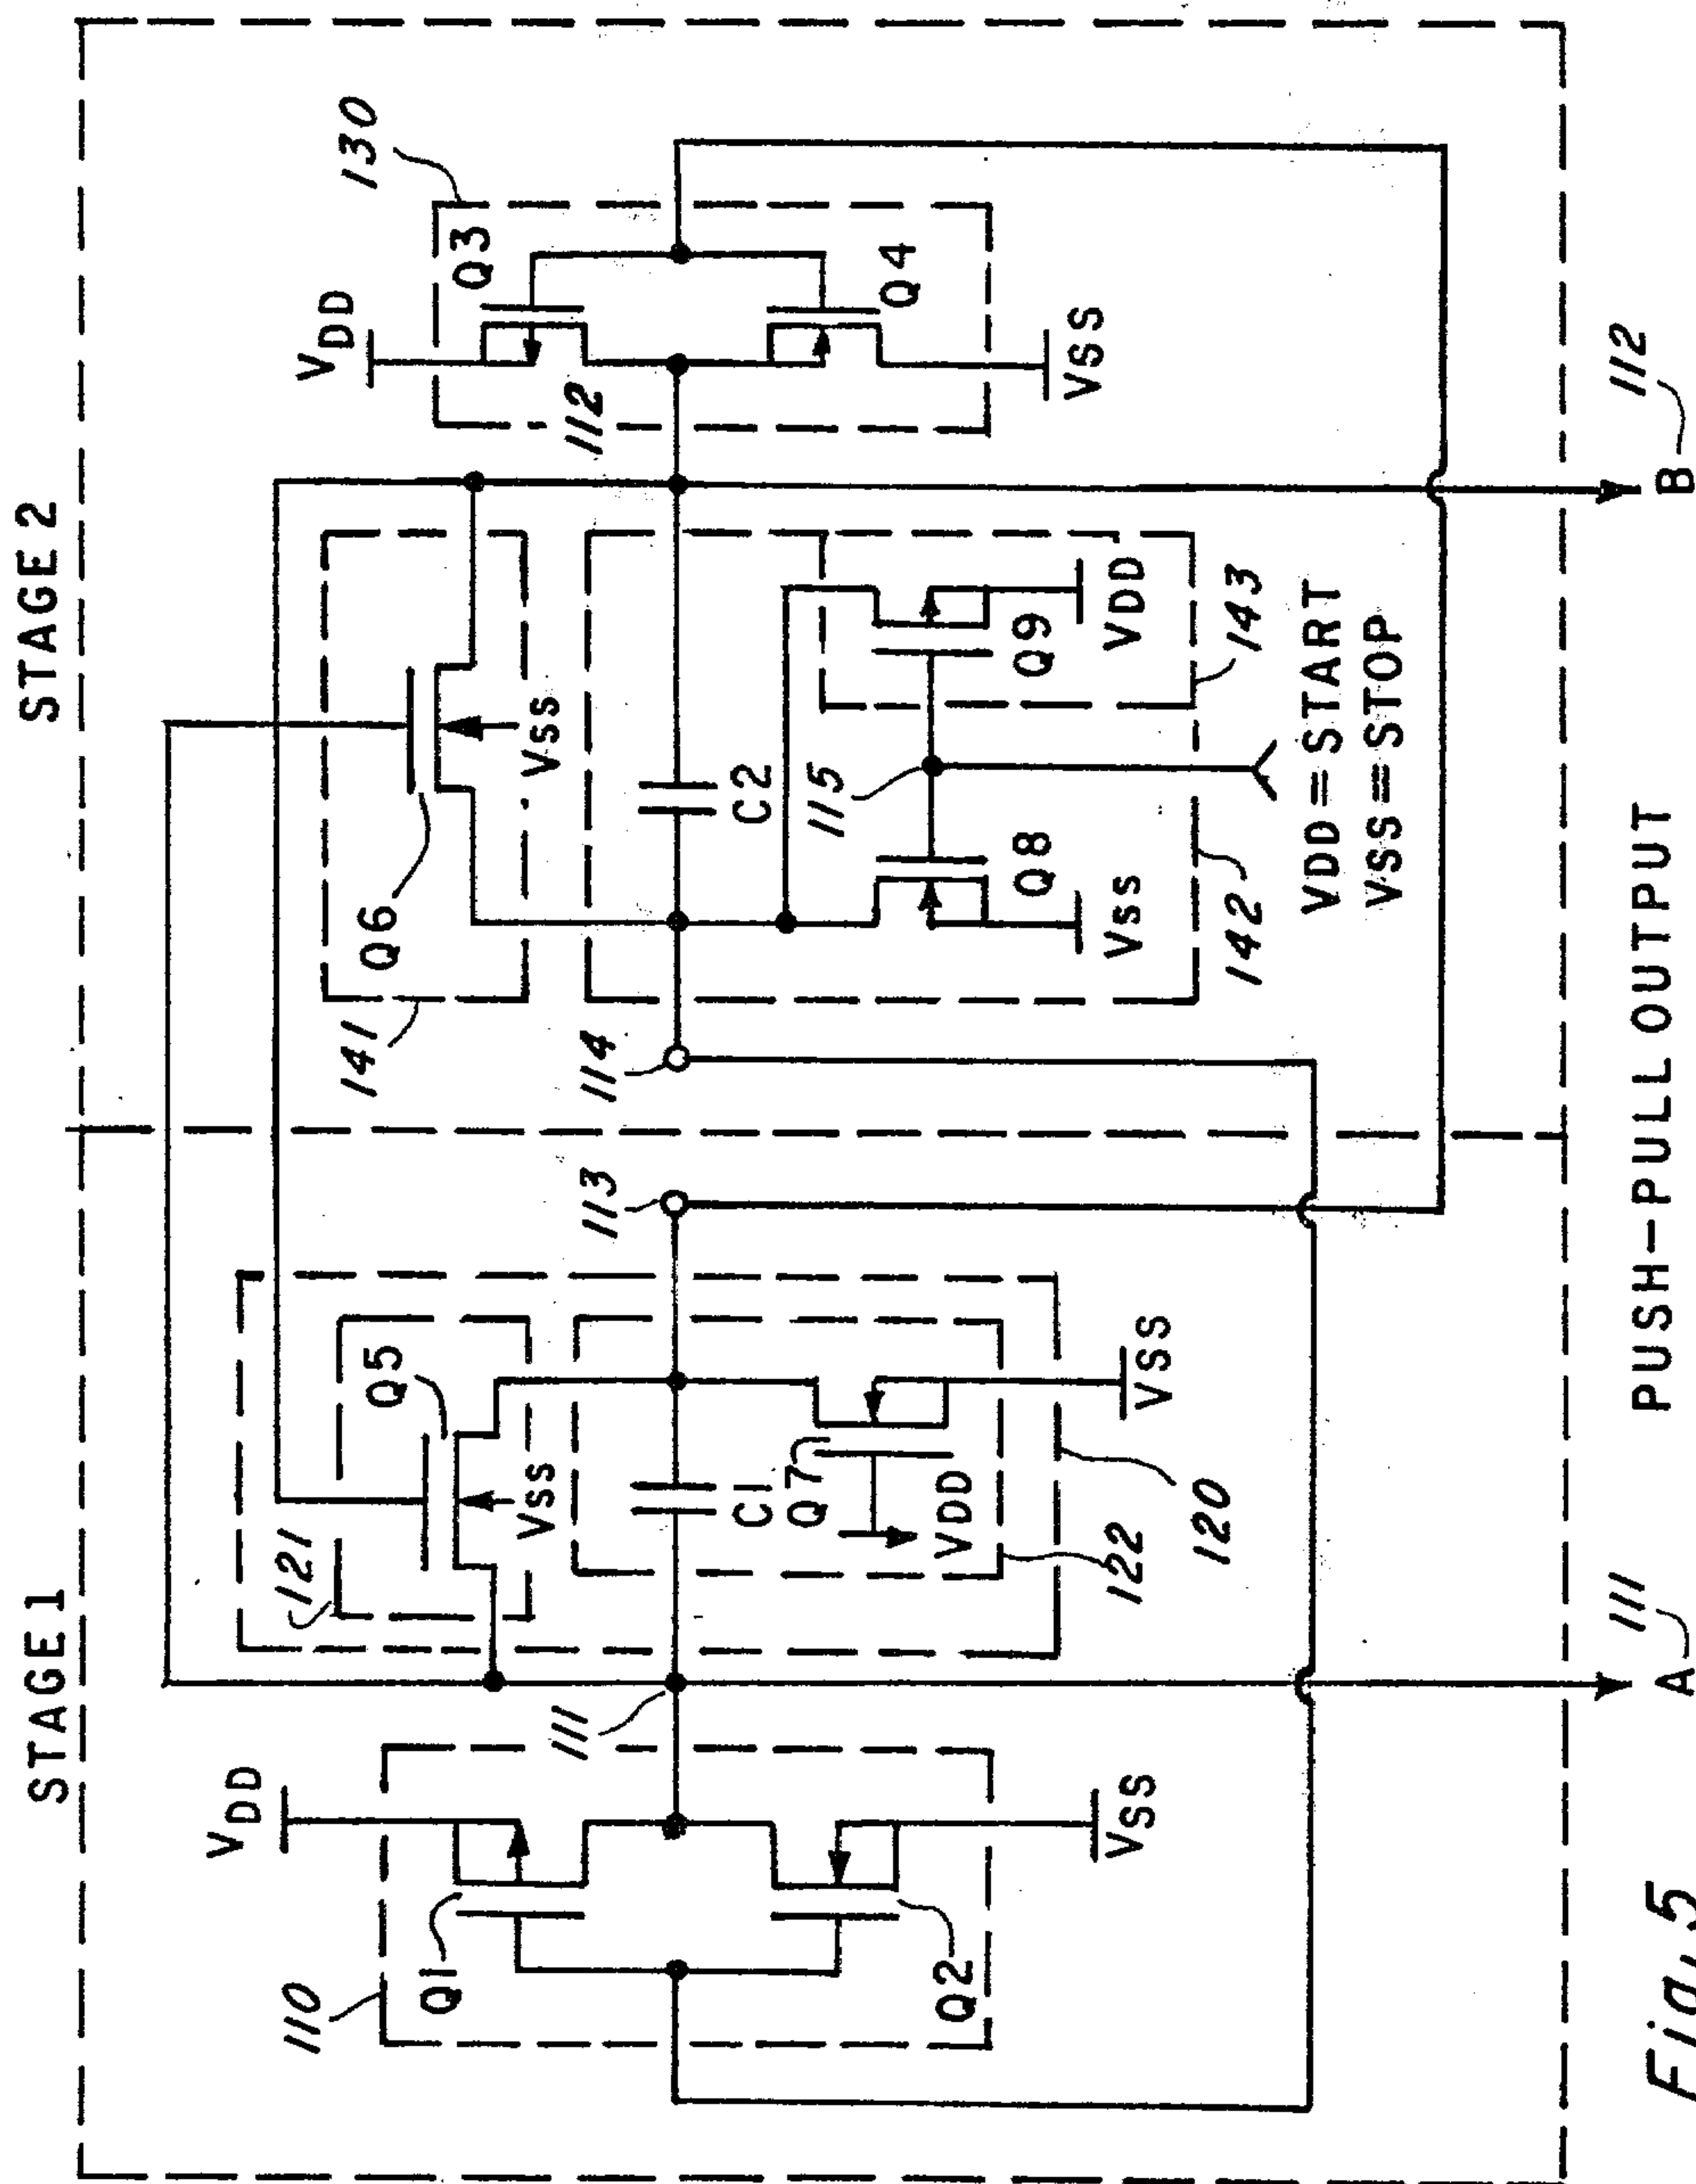 STAGE 1
STAGE 2
VDD
VDD
110
Q1
Q2
VSS
111
121
Q5
Vss
C1
Q7
VDD
122
120
VSS
113
114
141
Q6
Vss
C2
115
Q8
Q9
Vss
VDD
142
143
VDD = START
VSS = STOP
112
130
Q3
Q4
VSS
A
111
B
112
PUSH-PULL OUTPUT
Fig. 5